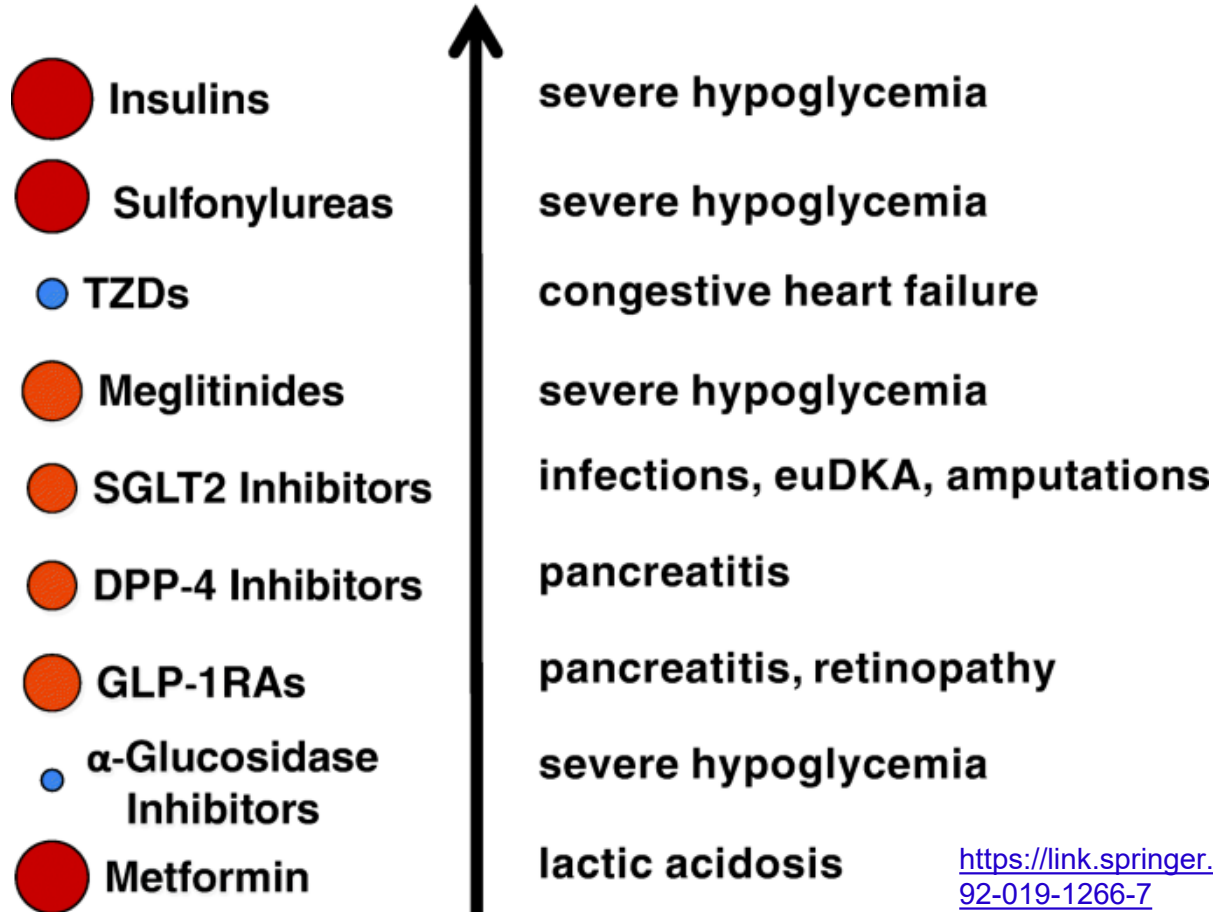 Insulins severe hypoglycemia
Sulfonylureas severe hypoglycemia
TZDs congestive heart failure
Meglitinides severe hypoglycemia
SGLT2 Inhibitors infections, euDKA, amputations
DPP-4 Inhibitors pancreatitis
GLP-1RAs pancreatitis, retinopathy
α-Glucosidase
Inhibitors severe hypoglycemia
Metformin lactic acidosis
https://link.springer.
92-019-1266-7